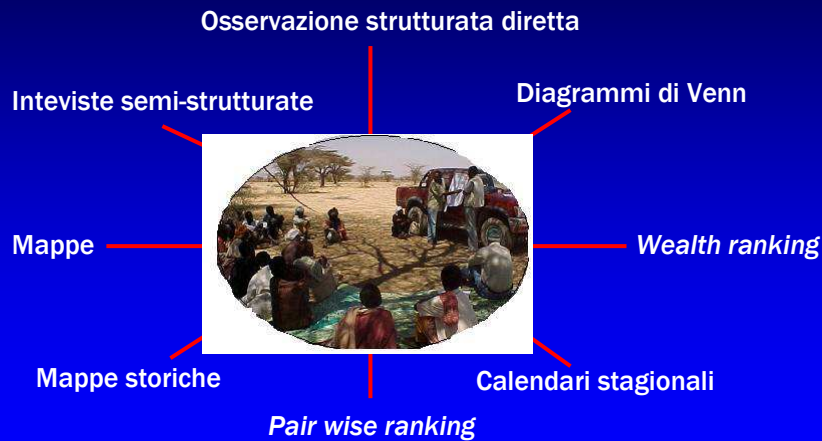 Osservazione strutturata diretta
Inteviste semi-strutturate
Diagrammi di Venn
Mappe
Wealth ranking
Mappe storiche
Calendari stagionali
Pair wise ranking